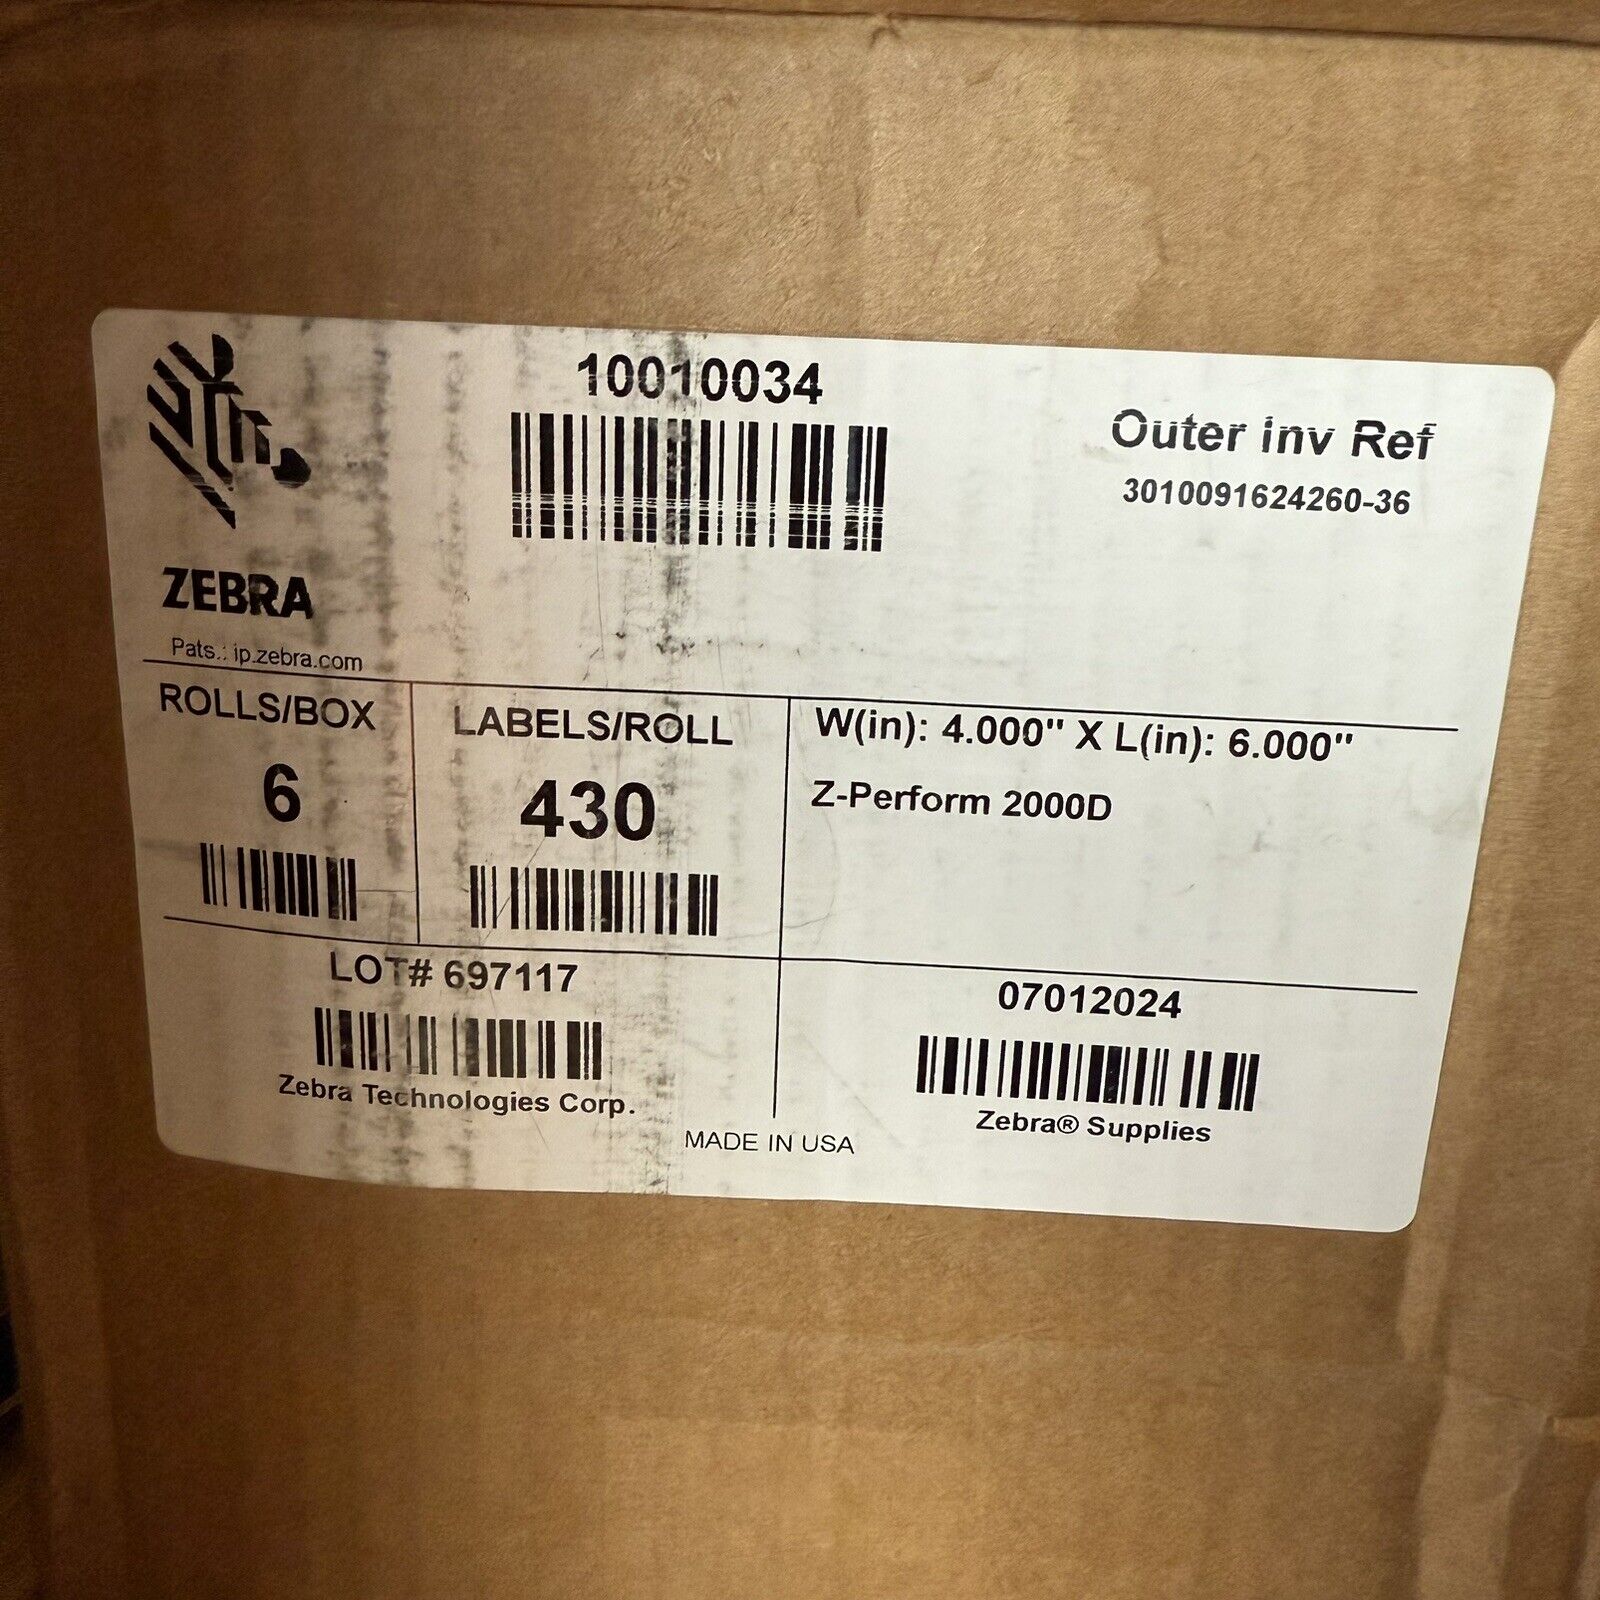 10010034
Outer inv Ref
3010091624260-36
ZEBRA
Pats.: ip.zebra.com
ROLLS/BOX
6
LABELS/ROLL
430
W(in): 4.000" X L(in): 6.000"
Z-Perform 2000D
LOT# 697117
Zebra Technologies Corp.
07012024
Zebra® Supplies
MADE IN USA